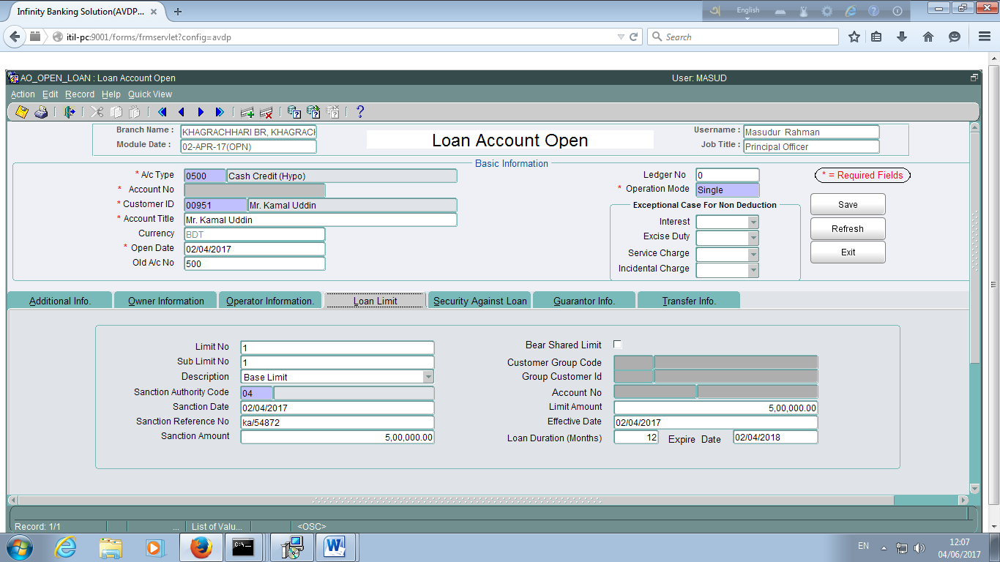 Infinity Banking Solution(AVDP...
English
itil-pc:9001/forms/frmservlet?config=avdp
Search
AO_OPEN_LOAN : Loan Account Open User: MASUD
Action Edit Record Help Quick View
Branch Name : KHAGRACHHARI BR, KHAGRACH
Module Date : 02-APR-17(OPN)
Loan Account Open
Username : Masudur Rahman
Job Title : Principal Officer
Basic Information
* A/c Type 0500 Cash Credit (Hypo)
* Account No
* Customer ID 00951 Mr. Kamal Uddin
* Account Title Mr. Kamal Uddin
Currency BDT
* Open Date 02/04/2017
Old A/c No 500
Ledger No 0
* Operation Mode Single
Exceptional Case For Non Deduction
Interest
Excise Duty
Service Charge
Incidental Charge
* = Required Fields
Save
Refresh
Exit
Additional Info. Owner Information Operator Information. Loan Limit Security Against Loan Guarantor Info. Transfer Info.
Limit No 1
Sub Limit No 1
Description Base Limit
Sanction Authority Code 04
Sanction Date 02/04/2017
Sanction Reference No ka/54872
Sanction Amount 5,00,000.00
Bear Shared Limit
Customer Group Code
Group Customer Id
Account No
Limit Amount 5,00,000.00
Effective Date 02/04/2017
Loan Duration (Months) 12 Expire Date 02/04/2018
Record: 1/1 ... List of Valu... <OSC>
EN
12:07
04/06/2017